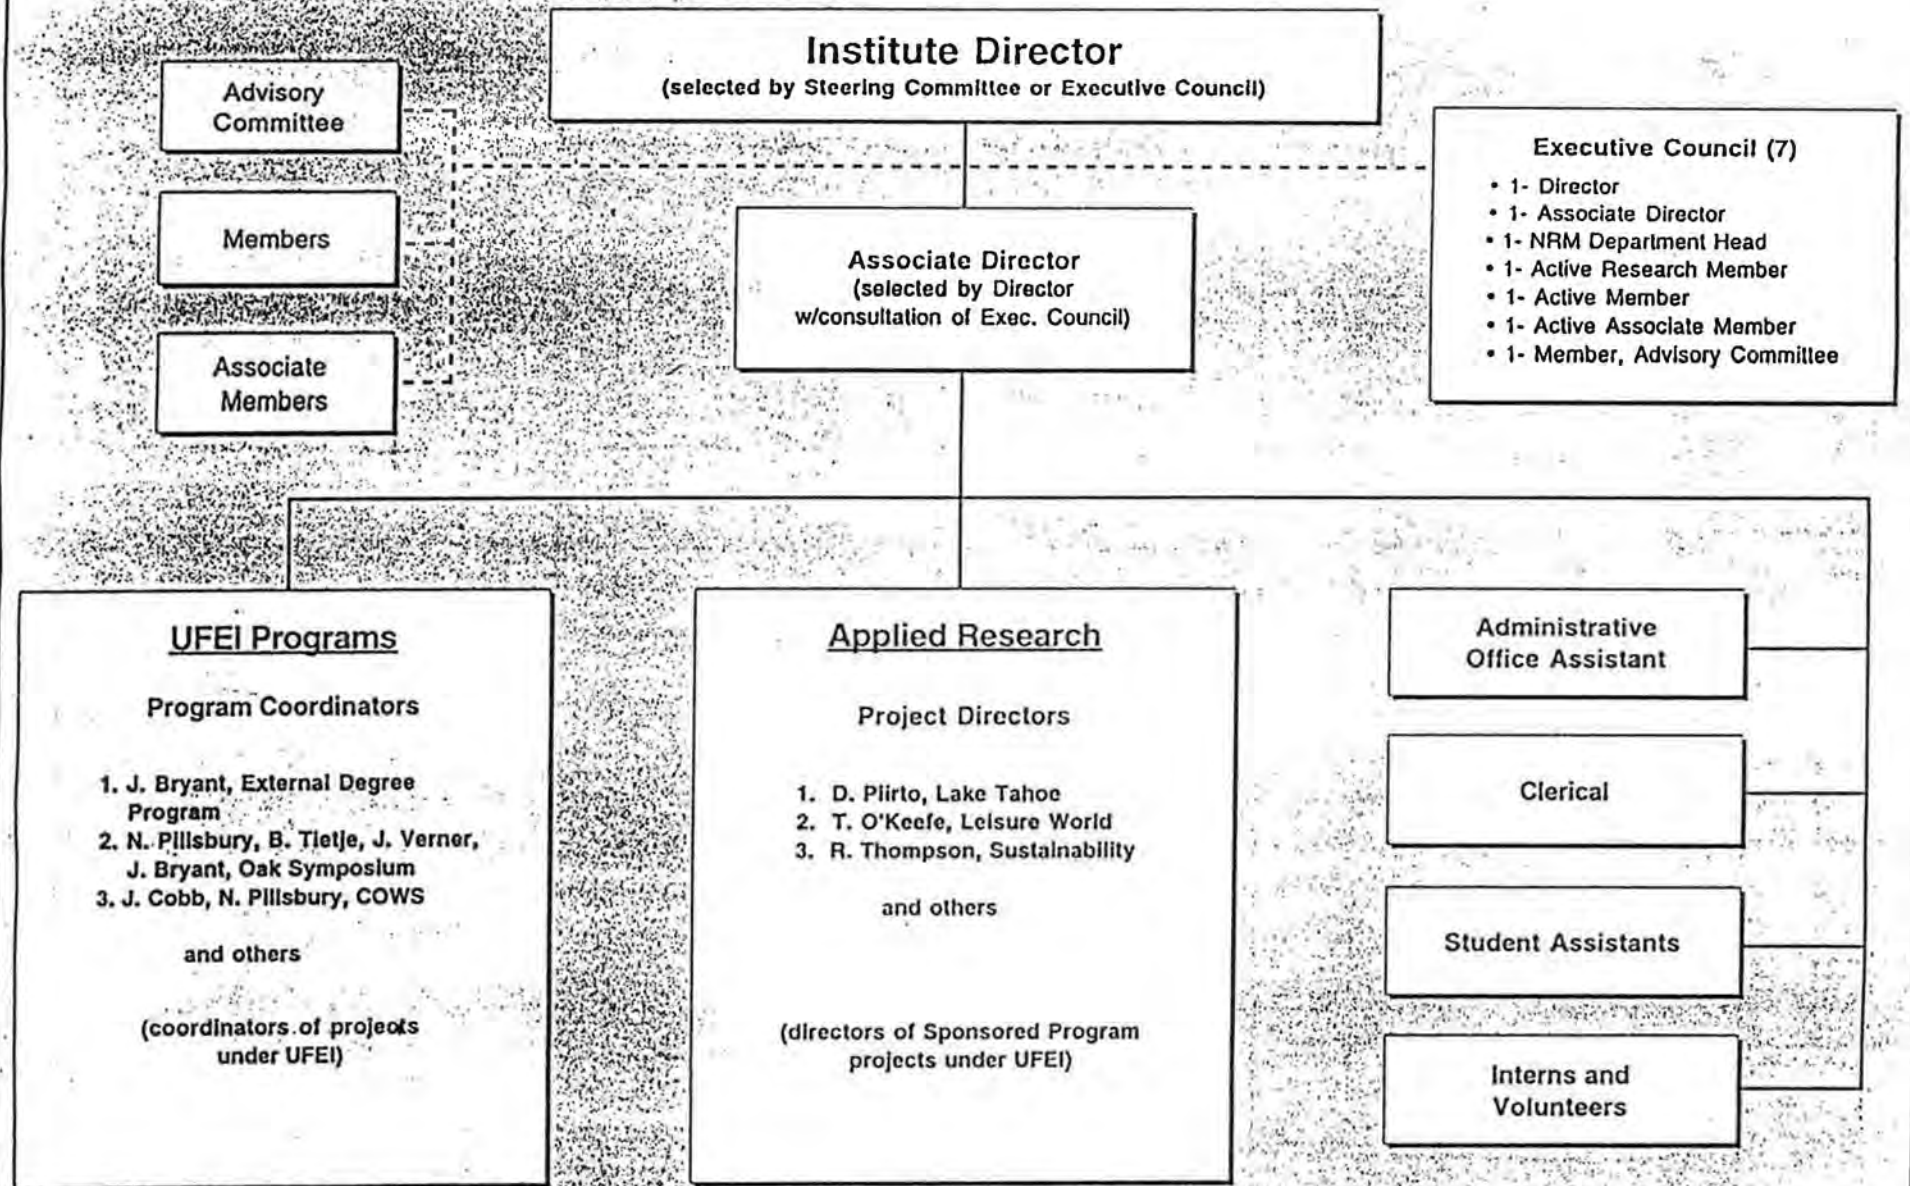 Institute Director
(selected by Steering Committee or Executive Council)
Advisory
Committee
Members
Associate
Members
Executive Council (7)
• 1- Director
• 1- Associate Director
• 1- NRM Department Head
• 1- Active Research Member
• 1- Active Member
• 1- Active Associate Member
• 1- Member, Advisory Committee
Associate Director
(selected by Director
w/consultation of Exec. Council)
UFEI Programs
Program Coordinators
1. J. Bryant, External Degree
Program
2. N. Pillsbury, B. Tietje, J. Verner,
J. Bryant, Oak Symposium
3. J. Cobb, N. Pillsbury, COWS
and others
(coordinators of projects
under UFEI)
Applied Research
Project Directors
1. D. Piirto, Lake Tahoe
2. T. O'Keefe, Leisure World
3. R. Thompson, Sustainability
and others
(directors of Sponsored Program
projects under UFEI)
Administrative
Office Assistant
Clerical
Student Assistants
Interns and
Volunteers